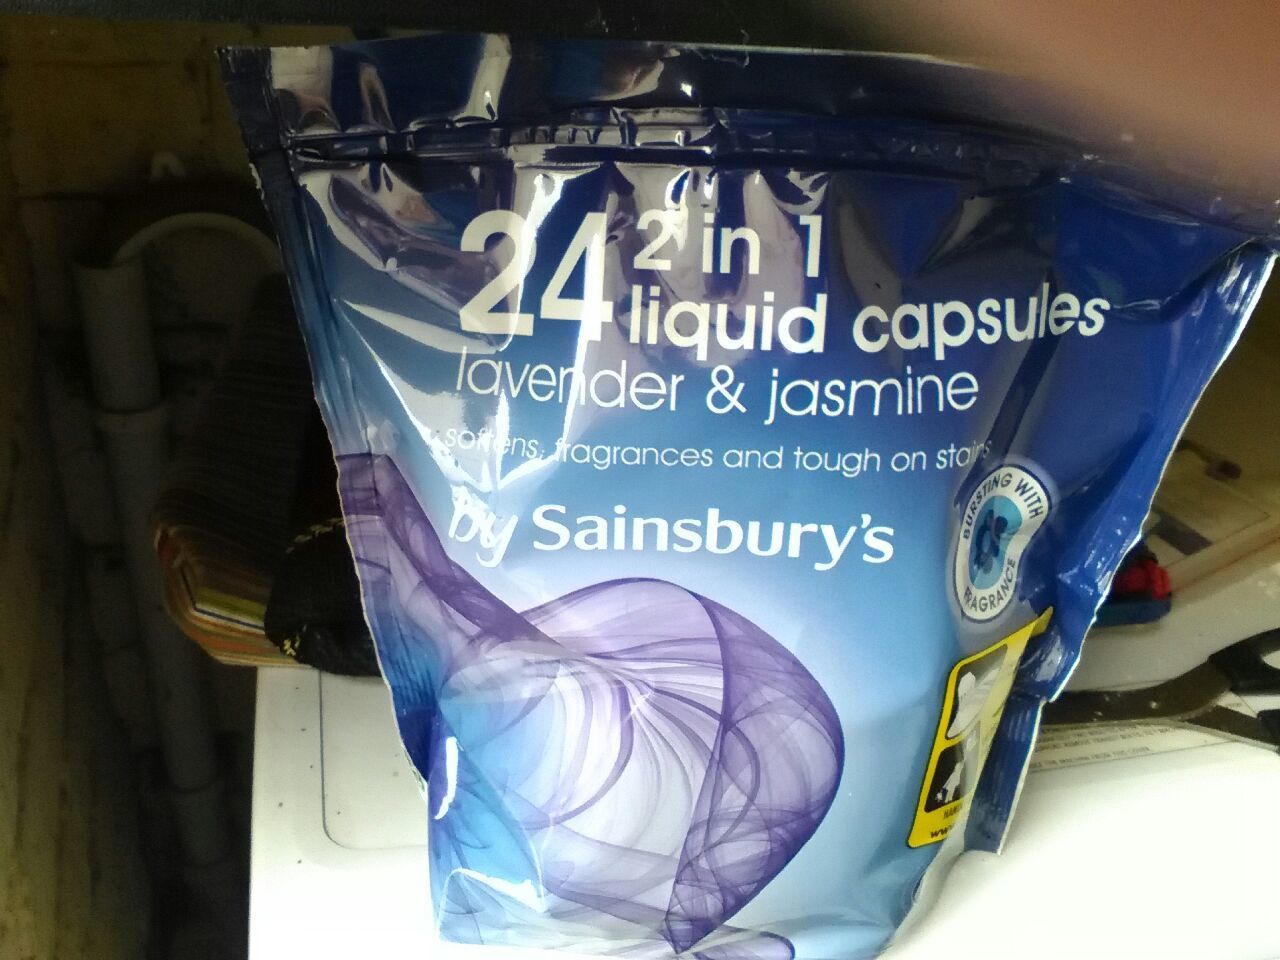 24 2 in 1
liquid capsules
lavender & jasmine
softens, fragrances and tough on stains
by Sainsbury's
BURSTING WITH
FRAGRANCE
www.